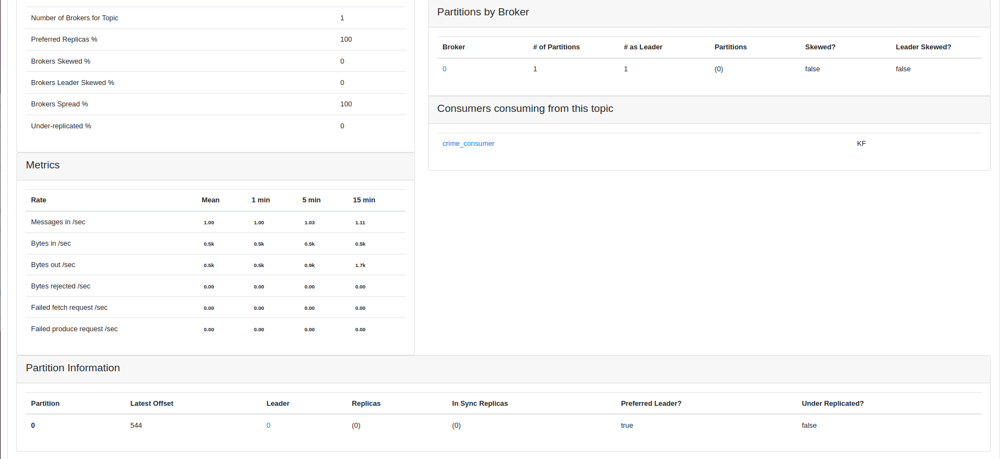 Number of Brokers for Topic 1
Preferred Replicas % 100
Brokers Skewed % 0
Brokers Leader Skewed % 0
Brokers Spread % 100
Under-replicated % 0
Metrics
Rate Mean 1 min 5 min 15 min
Messages in /sec 1.00 1.00 1.03 1.11
Bytes in /sec 0.5k 0.5k 0.5k 0.5k
Bytes out /sec 0.5k 0.5k 0.9k 1.7k
Bytes rejected /sec 0.00 0.00 0.00 0.00
Failed fetch request /sec 0.00 0.00 0.00 0.00
Failed produce request /sec 0.00 0.00 0.00 0.00
Partitions by Broker
Broker # of Partitions # as Leader Partitions Skewed? Leader Skewed?
0 1 1 (0) false false
Consumers consuming from this topic
crime_consumer KF
Partition Information
Partition Latest Offset Leader Replicas In Sync Replicas Preferred Leader? Under Replicated?
0 544 0 (0) (0) true false